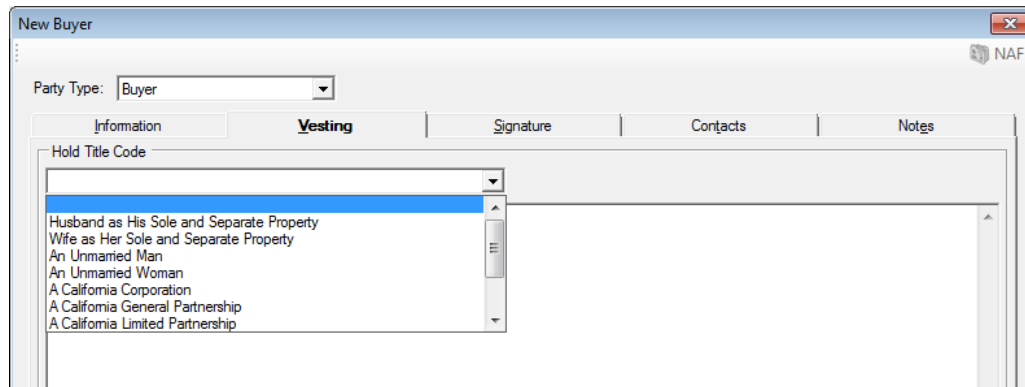 New Buyer
NAF
Party Type: Buyer
Information Vesting Signature Contacts Notes
Hold Title Code
Husband as His Sole and Separate Property
Wife as Her Sole and Separate Property
An Unmarried Man
An Unmarried Woman
A California Corporation
A California General Partnership
A California Limited Partnership